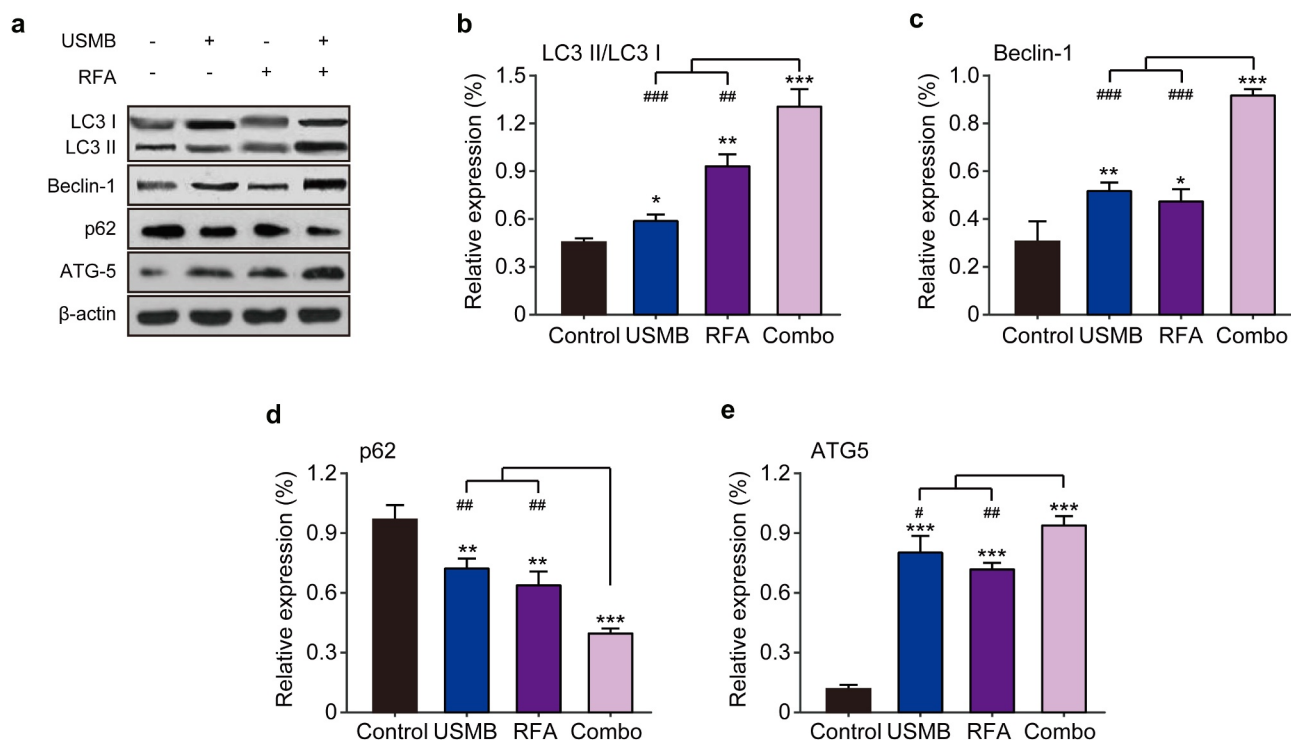 a
USMB - + - +
RFA - - + +
LC3 I
LC3 II
Beclin-1
p62
ATG-5
β-actin
b
LC3 II/LC3 I
Relative expression (%)
1.5
1.2
0.9
0.6
0.3
0
### ## ***
* **
Control USMB RFA Combo
c
Beclin-1
Relative expression (%)
1.0
0.8
0.6
0.4
0.2
0
### ### ***
** *
Control USMB RFA Combo
d
p62
Relative expression (%)
1.2
0.9
0.6
0.3
0
## ##
** ** ***
Control USMB RFA Combo
e
ATG5
Relative expression (%)
1.2
0.9
0.6
0.3
0
# ## ***
*** ***
Control USMB RFA Combo